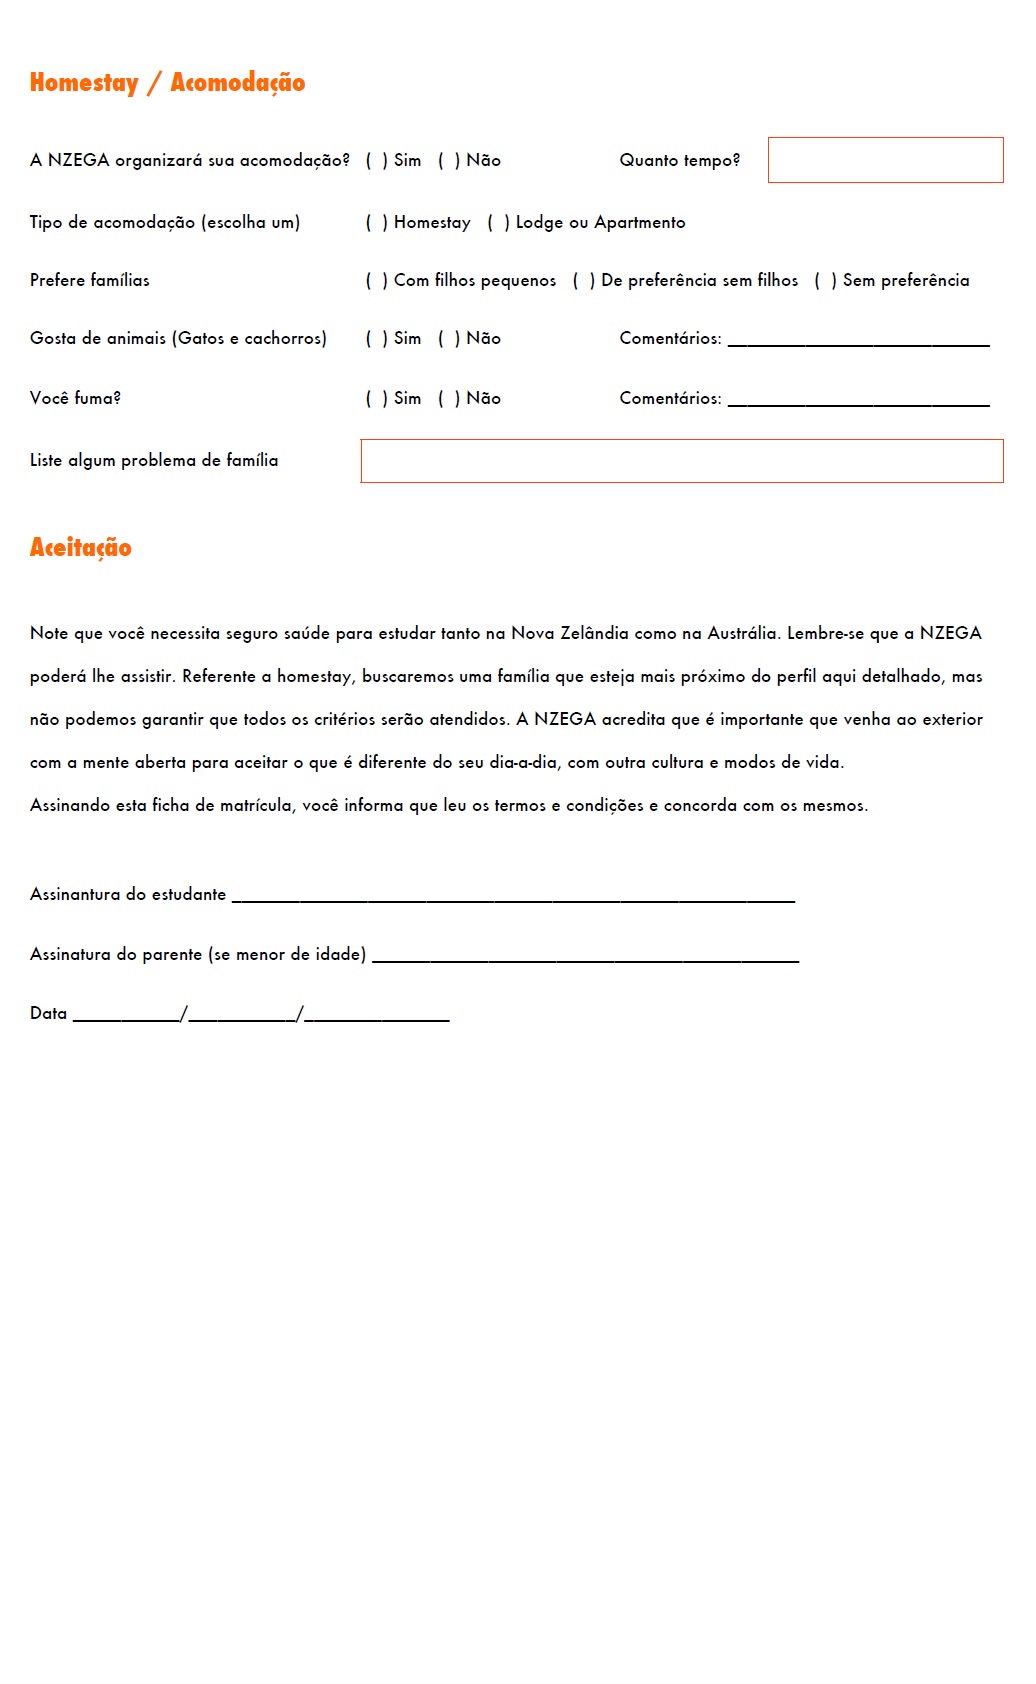 Homestay / Acomodação
A NZEGA organizará sua acomodação? ( ) Sim ( ) Não Quanto tempo?
Tipo de acomodação (escolha um) ( ) Homestay ( ) Lodge ou Apartmento
Prefere famílias ( ) Com filhos pequenos ( ) De preferência sem filhos ( ) Sem preferência
Gosta de animais (Gatos e cachorros) ( ) Sim ( ) Não Comentários: ___________________________
Você fuma? ( ) Sim ( ) Não Comentários: ___________________________
Liste algum problema de família
Aceitação
Note que você necessita seguro saúde para estudar tanto na Nova Zelândia como na Austrália. Lembre-se que a NZEGA
poderá lhe assistir. Referente a homestay, buscaremos uma família que esteja mais próximo do perfil aqui detalhado, mas
não podemos garantir que todos os critérios serão atendidos. A NZEGA acredita que é importante que venha ao exterior
com a mente aberta para aceitar o que é diferente do seu dia-a-dia, com outra cultura e modos de vida.
Assinando esta ficha de matrícula, você informa que leu os termos e condições e concorda com os mesmos.
Assinantura do estudante __________________________________________________________
Assinatura do parente (se menor de idade) ____________________________________________
Data ___________/___________/_______________